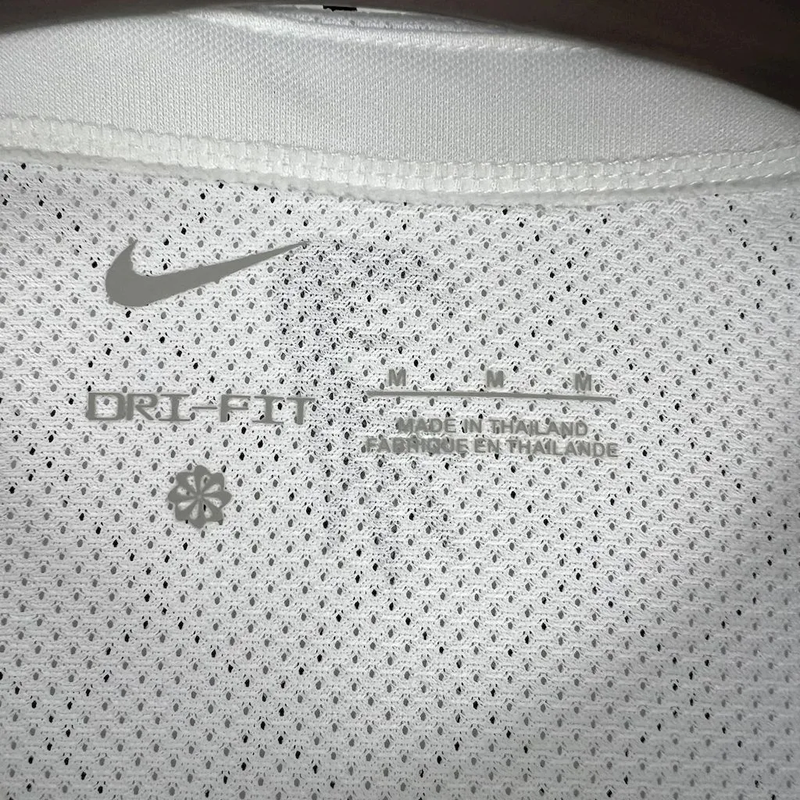 DRI-FIT
M M M
MADE IN THAILAND
FABRIQUE EN THAILANDE